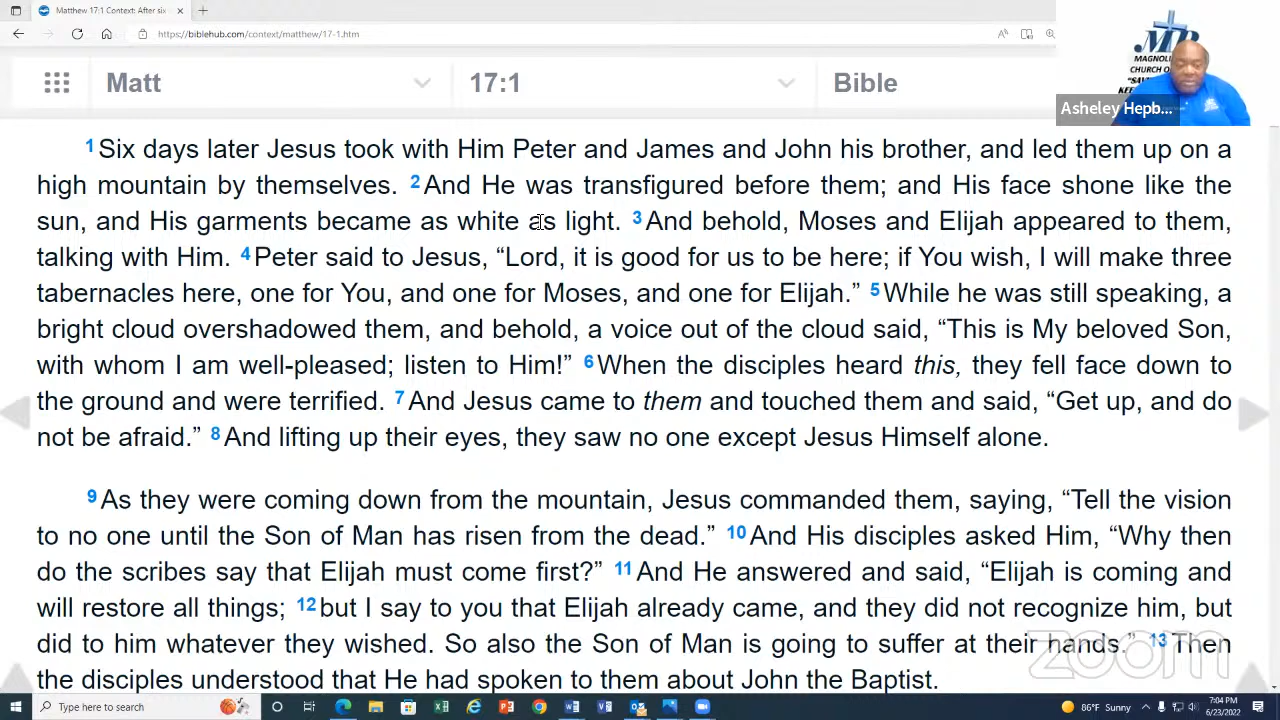 Matthew 17:1 Context: After six
https://biblehub.com/context/matthew/17-1.htm
Matt
17:1
Bible
MAGNOLI
CHURCH O
"SAV
KEE
Asheley Hepb...
1 Six days later Jesus took with Him Peter and James and John his brother, and led them up on a
high mountain by themselves. 2 And He was transfigured before them; and His face shone like the
sun, and His garments became as white as light. 3 And behold, Moses and Elijah appeared to them,
talking with Him. 4 Peter said to Jesus, “Lord, it is good for us to be here; if You wish, I will make three
tabernacles here, one for You, and one for Moses, and one for Elijah.” 5 While he was still speaking, a
bright cloud overshadowed them, and behold, a voice out of the cloud said, “This is My beloved Son,
with whom I am well-pleased; listen to Him!” 6 When the disciples heard this, they fell face down to
the ground and were terrified. 7 And Jesus came to them and touched them and said, “Get up, and do
not be afraid.” 8 And lifting up their eyes, they saw no one except Jesus Himself alone.
9 As they were coming down from the mountain, Jesus commanded them, saying, “Tell the vision
to no one until the Son of Man has risen from the dead.” 10 And His disciples asked Him, “Why then
do the scribes say that Elijah must come first?” 11 And He answered and said, “Elijah is coming and
will restore all things; 12 but I say to you that Elijah already came, and they did not recognize him, but
did to him whatever they wished. So also the Son of Man is going to suffer at their hands.” 13 Then
the disciples understood that He had spoken to them about John the Baptist.
zoom
Type here to search
86°F Sunny
7:04 PM
6/23/2022